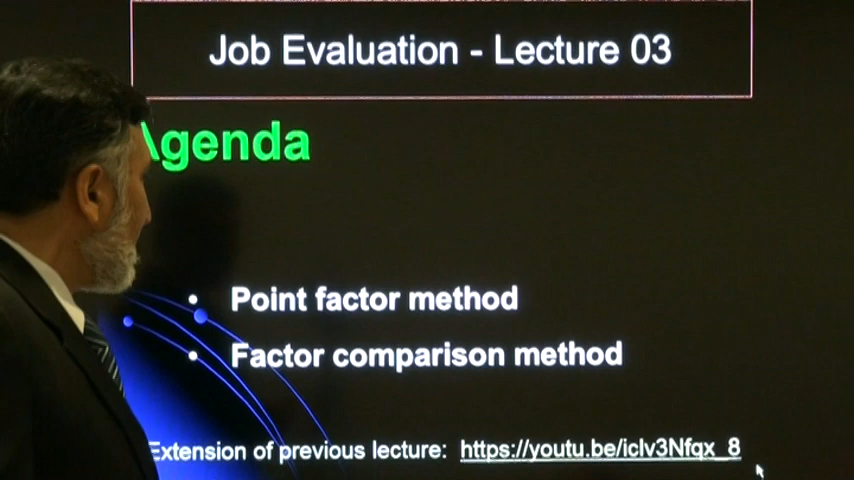 Job Evaluation - Lecture 03
Agenda
• Point factor method
• Factor comparison method
Extension of previous lecture: https://youtu.be/iclv3Nfqx_8